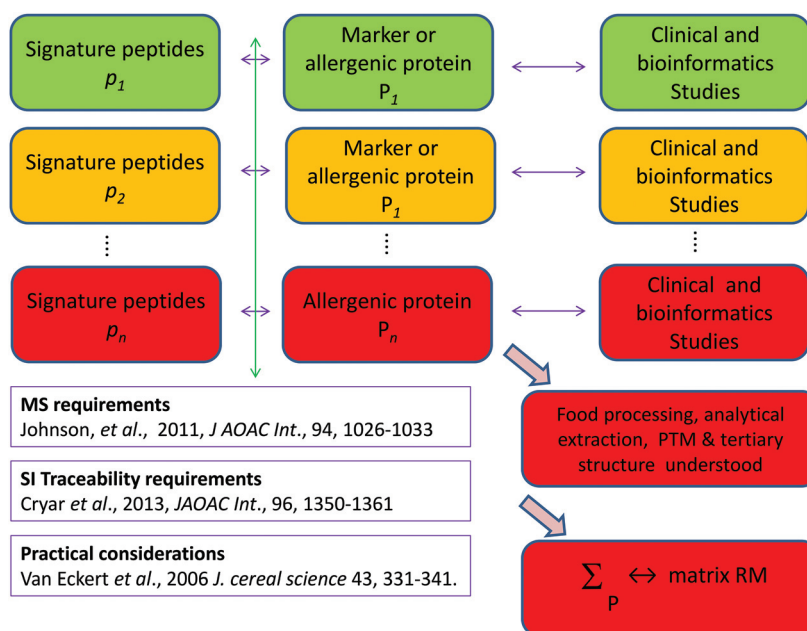 Signature peptides
p1
Marker or
allergenic protein
P1
Clinical and
bioinformatics
Studies
Signature peptides
p2
Marker or
allergenic protein
P1
Clinical and
bioinformatics
Studies
Signature peptides
pn
Allergenic protein
Pn
Clinical and
bioinformatics
Studies
MS requirements
Johnson, et al., 2011, J AOAC Int., 94, 1026-1033
SI Traceability requirements
Cryar et al., 2013, JAOAC Int., 96, 1350-1361
Practical considerations
Van Eckert et al., 2006 J. cereal science 43, 331-341.
Food processing, analytical
extraction, PTM & tertiary
structure understood
∑P ↔ matrix RM